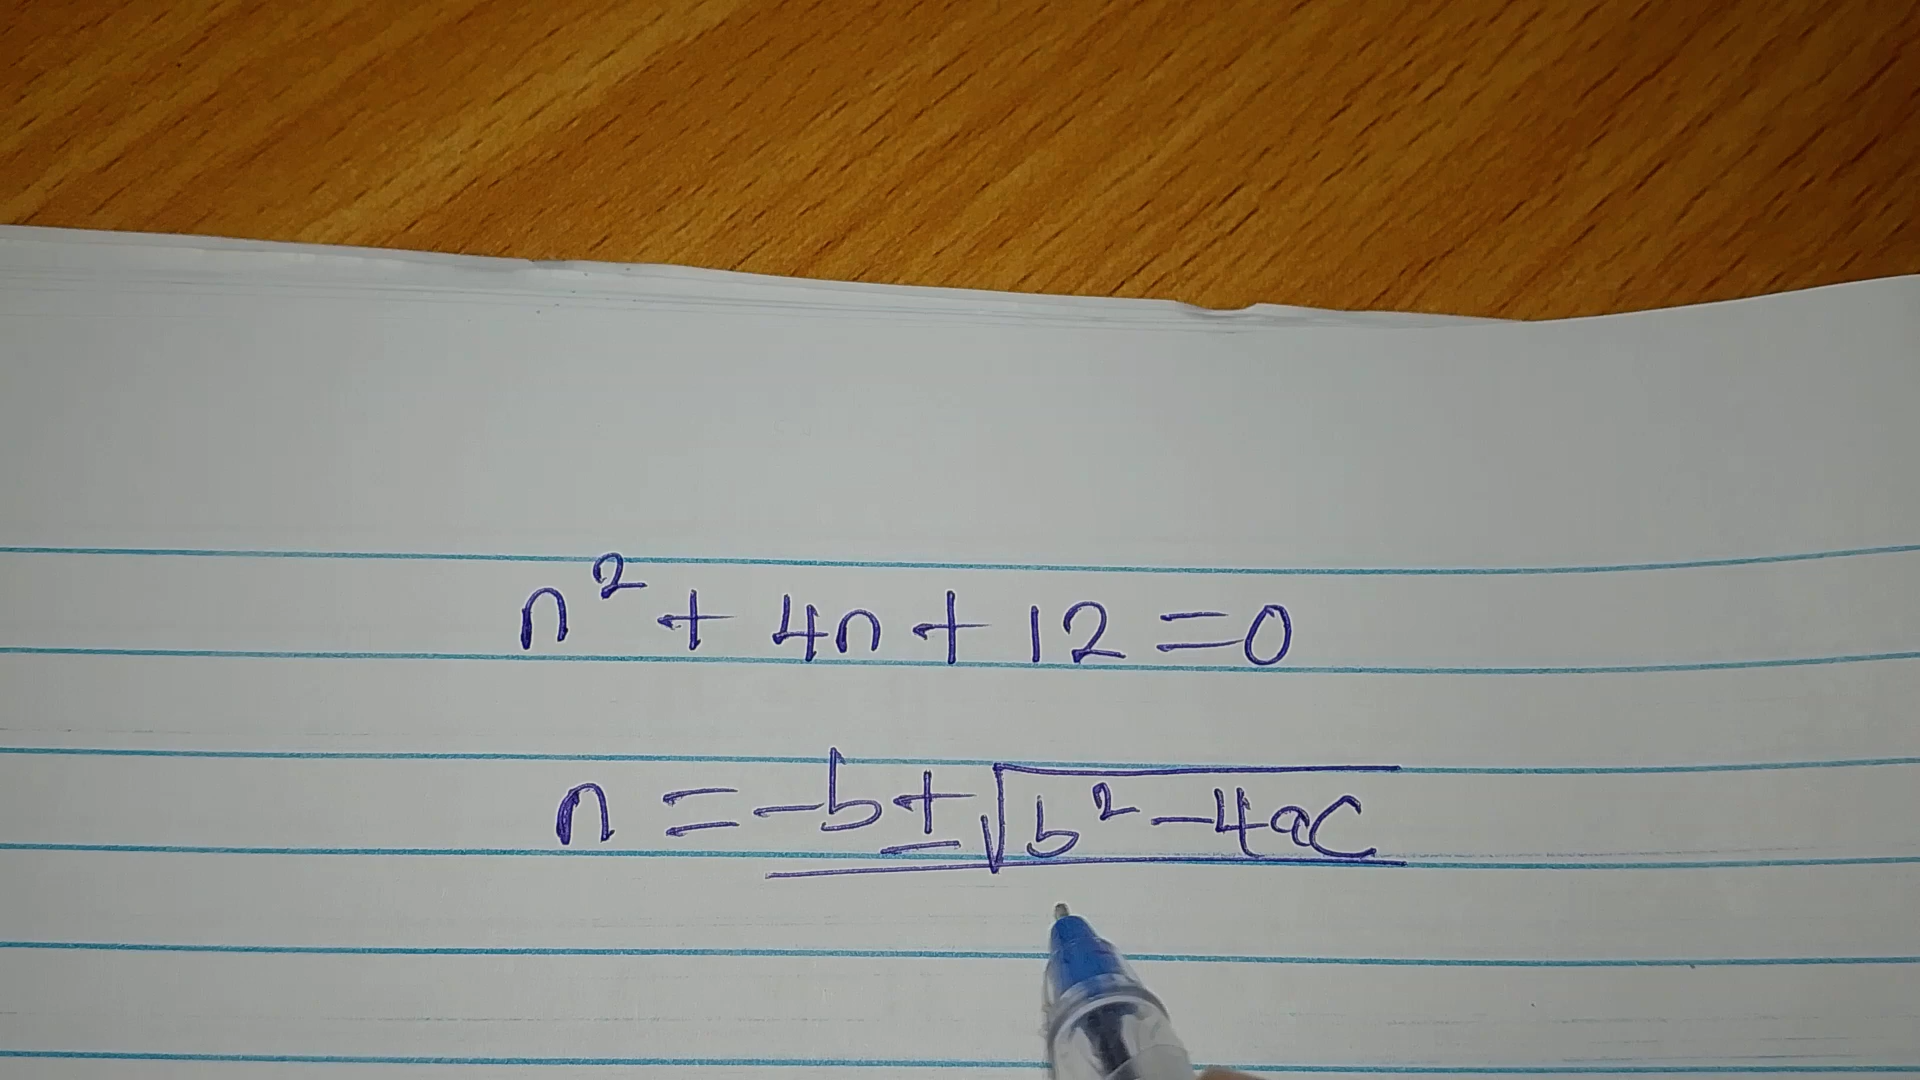 n² + 4n + 12 = 0
n = -b ± √b² - 4ac